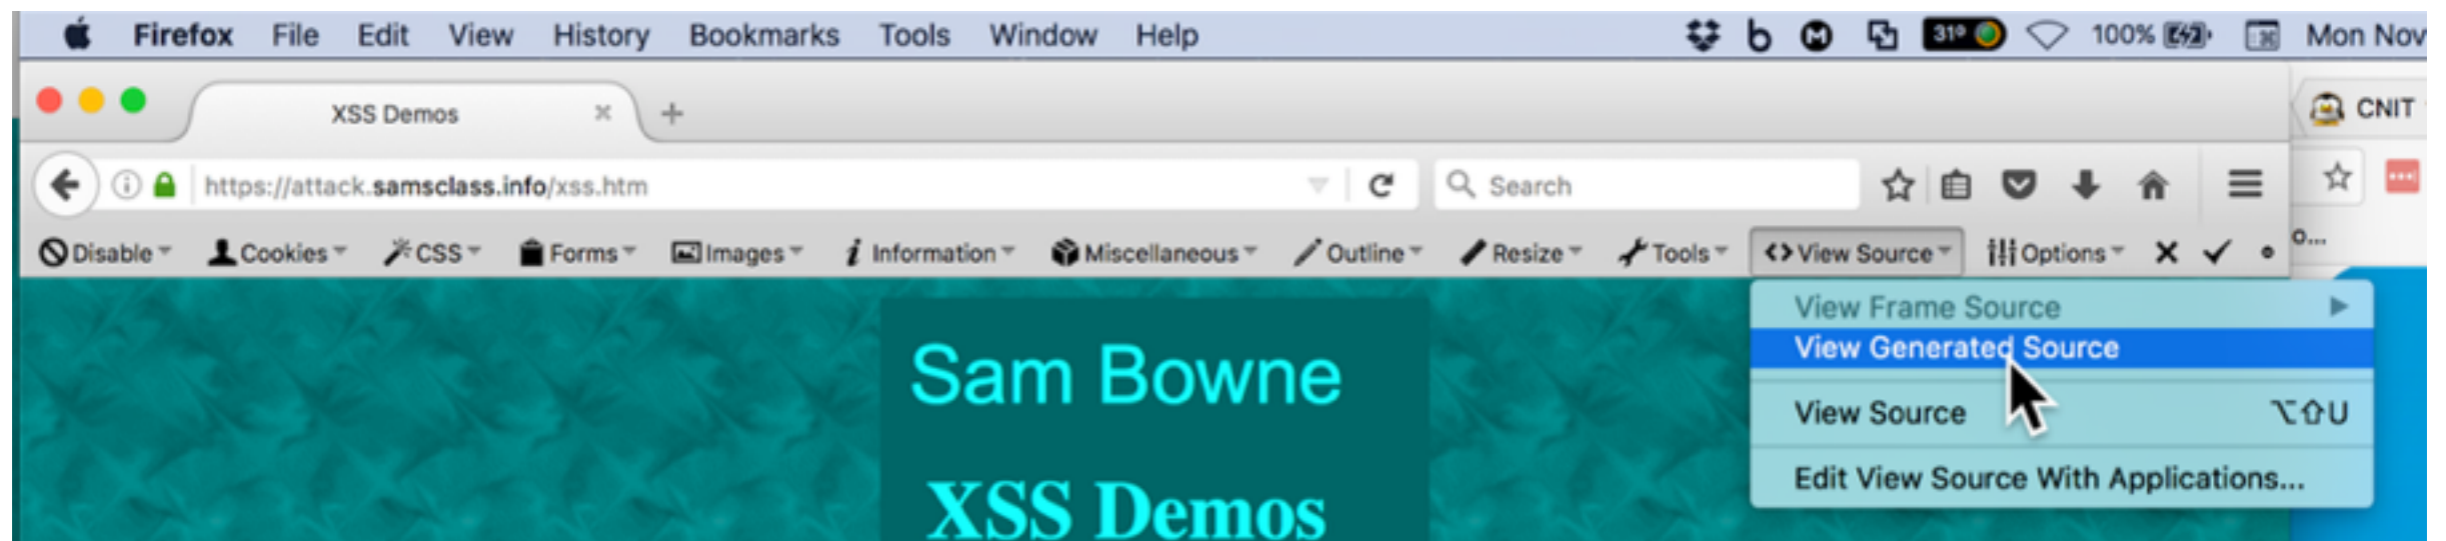 Firefox File Edit View History Bookmarks Tools Window Help 31° 100% Mon Nov
XSS Demos
CNIT
https://attack.samsclass.info/xss.htm
Search
Disable Cookies CSS Forms Images Information Miscellaneous Outline Resize Tools View Source Options
o...
View Frame Source
View Generated Source
View Source ⌥⇧U
Edit View Source With Applications...
Sam Bowne
XSS Demos